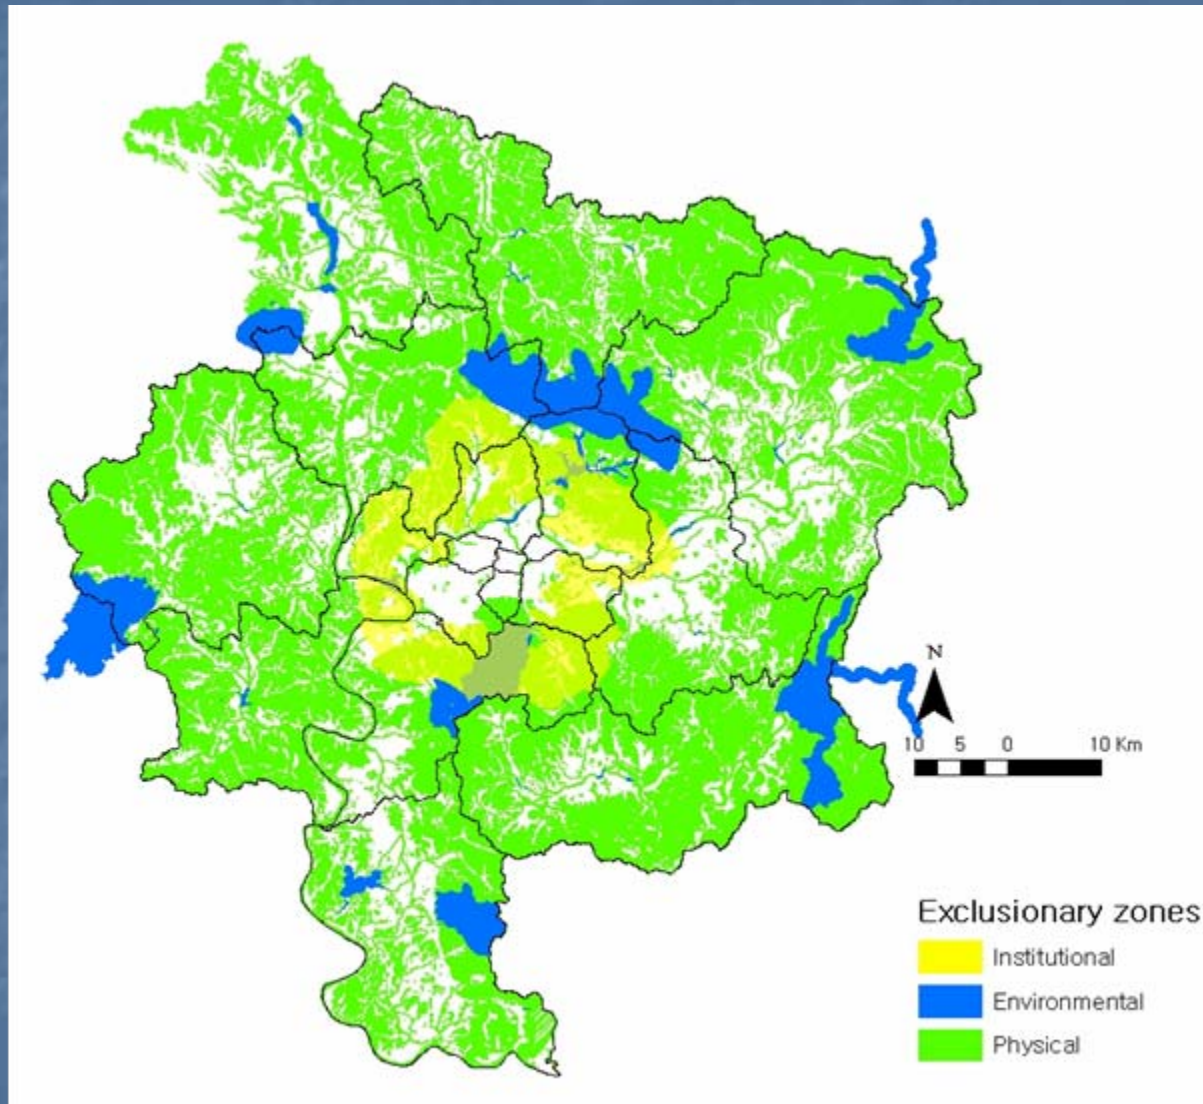 N
10 5 0 10 Km
Exclusionary zones
Institutional
Environmental
Physical